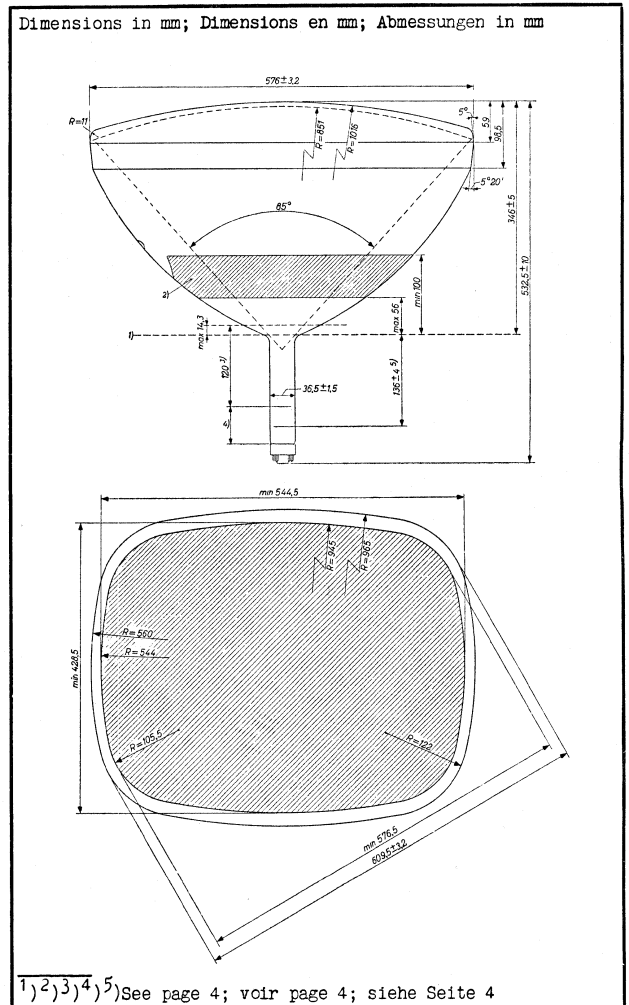 Dimensions in mm; Dimensions en mm; Abmessungen in mm
576±3,2
R=11
R=851
R=1016
5°
59
98,5
5°20'
85°
346±5
532,5±10
2)
min 100
max 56
1)
max 14,3
120 3)
36,5±1,5
136±4 5)
4)
min 544,5
R=945
R=965
R=560
R=544
min 428,5
R=105,5
R=122
min 576,5
609,5±3,2
1)2)3)4)5)See page 4; voir page 4; siehe Seite 4